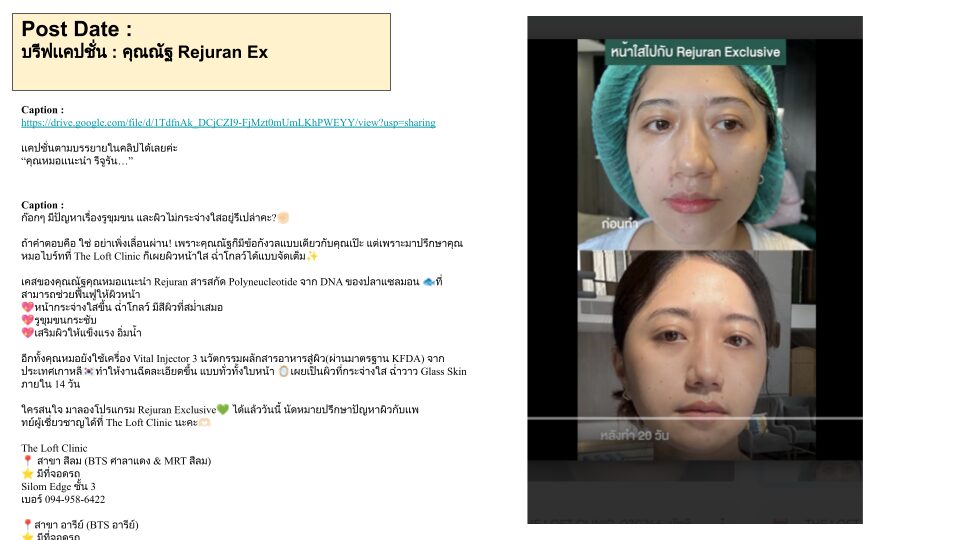 Post Date :
บรีฟแคปชั่น : คุณณัฐ Rejuran Ex
Caption :
https://drive.google.com/file/d/1TdfnAk_DCjCZI9-FjMzt0mUmLKhPWEYY/view?usp=sharing
แคปชั่นตามบรรยายในคลิปได้เลยค่ะ
“คุณหมอแนะนำ รีจูรัน…”
Caption :
ก๊อกๆ มีปัญหาเรื่องรูขุมขน และผิวไม่กระจ่างใสอยู่รึเปล่าคะ?✊🏻
ถ้าคำตอบคือ ใช่ อย่าเพิ่งเลื่อนผ่าน! เพราะคุณณัฐก็มีข้อกังวลแบบเดียวกับคุณเป๊ะ แต่เพราะมาปรึกษาคุณ
หมอไบร์ทที่ The Loft Clinic ก็เผยผิวหน้าใส ฉ่ำโกลว์ได้แบบจัดเต็ม✨
เคสของคุณณัฐคุณหมอแนะนำ Rejuran สารสกัด Polyneucleotide จาก DNA ของปลาแซลมอน 🐟ที่
สามารถช่วยฟื้นฟูให้ผิวหน้า
💖หน้ากระจ่างใสขึ้น ฉ่ำโกลว์ มีสีผิวที่สม่ำเสมอ
💖รูขุมขนกระชับ
💖เสริมผิวให้แข็งแรง อิ่มน้ำ
อีกทั้งคุณหมอยังใช้เครื่อง Vital Injector 3 นวัตกรรมผลักสารอาหารสู่ผิว(ผ่านมาตรฐาน KFDA) จาก
ประเทศเกาหลี🇰🇷ทำให้งานฉีดละเอียดขึ้น แบบทั่วทั้งใบหน้า 🪞เผยเป็นผิวที่กระจ่างใส ฉ่ำวาว Glass Skin
ภายใน 14 วัน
ใครสนใจ มาลองโปรแกรม Rejuran Exclusive💚 ได้แล้ววันนี้ นัดหมายปรึกษาปัญหาผิวกับแพ
ทย์ผู้เชี่ยวชาญได้ที่ The Loft Clinic นะคะ🫶🏻
The Loft Clinic
📍 สาขา สีลม (BTS ศาลาแดง & MRT สีลม)
⭐ มีที่จอดรถ
Silom Edge ชั้น 3
เบอร์ 094-958-6422
📍สาขา อารีย์ (BTS อารีย์)
⭐ มีที่จอดรถ
หน้าใสไปกับ Rejuran Exclusive
ก่อนทำ
หลังทำ 20 วัน